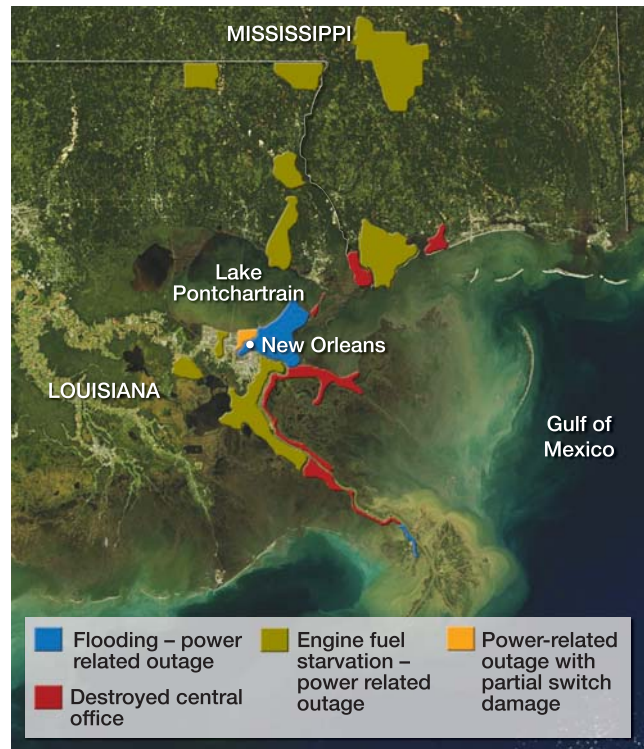 MISSISSIPPI
Lake
Pontchartrain
New Orleans
LOUISIANA
Gulf of
Mexico
Flooding – power
related outage
Destroyed central
office
Engine fuel
starvation –
power related
outage
Power-related
outage with
partial switch
damage